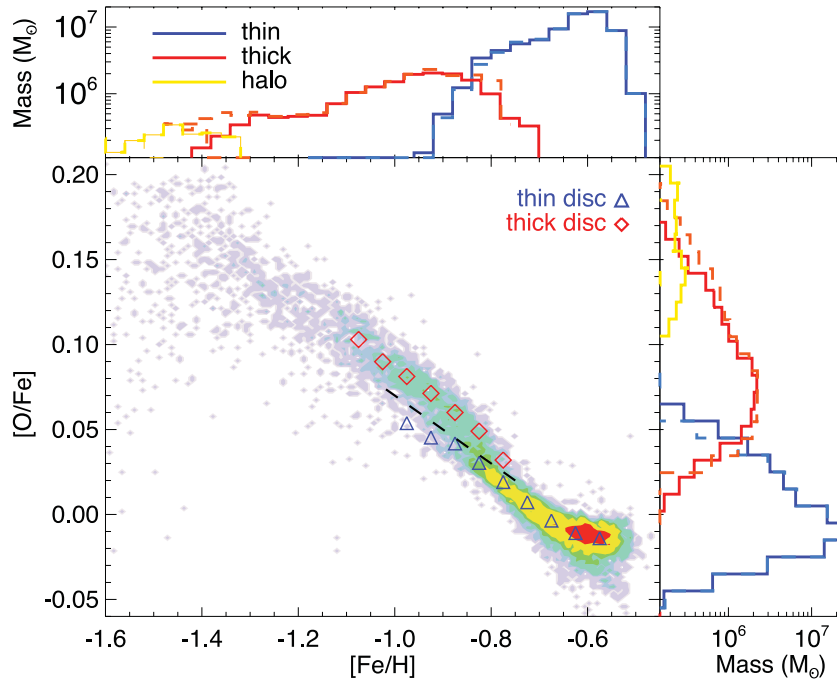 10⁷
10⁶
Mass (M☉)
thin
thick
halo
0.20
0.15
0.10
0.05
0.00
-0.05
[O/Fe]
thin disc
thick disc
-1.6 -1.4 -1.2 -1.0 -0.8 -0.6
[Fe/H]
10⁶ 10⁷
Mass (M☉)